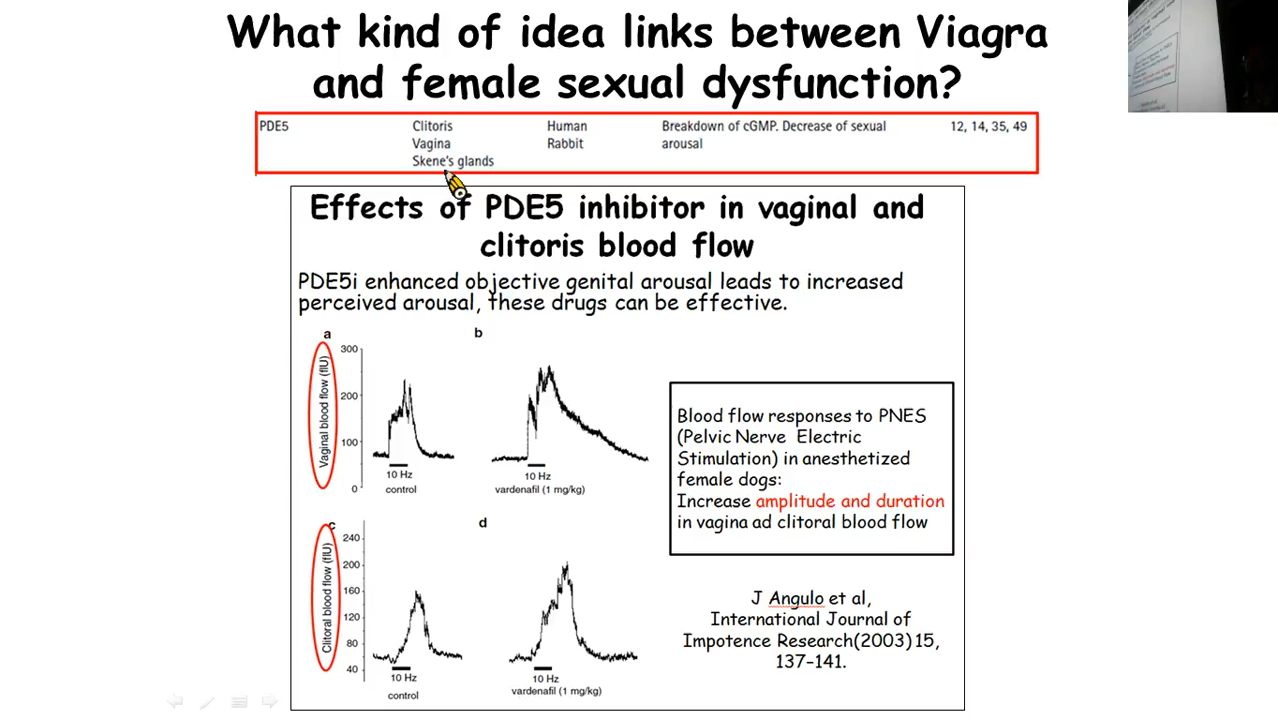 What kind of idea links between Viagra
and female sexual dysfunction?
PDE5 Clitoris Human Breakdown of cGMP. Decrease of sexual 12, 14, 35, 49
Vagina Rabbit arousal
Skene's glands
Effects of PDE5 inhibitor in vaginal and
clitoris blood flow
PDE5i enhanced objective genital arousal leads to increased
perceived arousal, these drugs can be effective.
a
b
Vaginal blood flow (flU)
300
200
100
0
10 Hz
control
10 Hz
vardenafil (1 mg/kg)
Blood flow responses to PNES
(Pelvic Nerve Electric
Stimulation) in anesthetized
female dogs:
Increase amplitude and duration
in vagina ad clitoral blood flow
c
d
Clitoral blood flow (flU)
240
200
160
120
80
40
10 Hz
control
10 Hz
vardenafil (1 mg/kg)
J Angulo et al,
International Journal of
Impotence Research(2003) 15,
137-141.